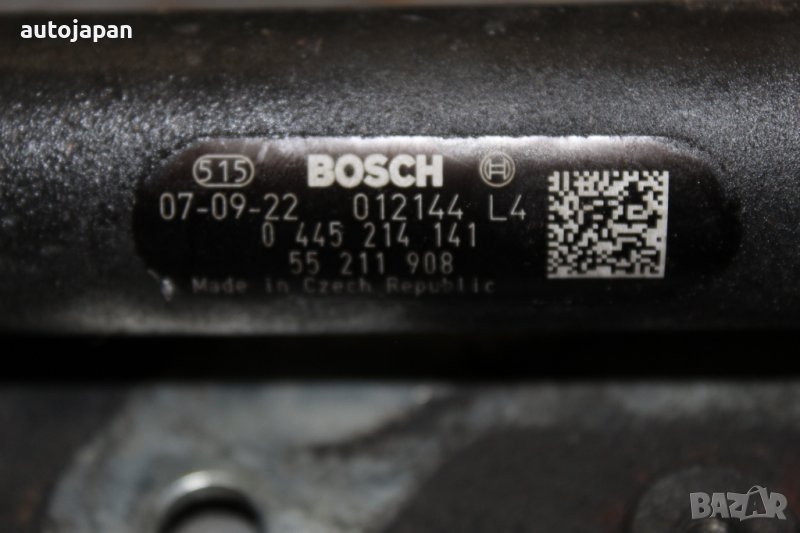 autojapan
515 BOSCH
07-09-22 012144 L4
0 445 214 141
55 211 908
Made in Czech Republic
BAZAR